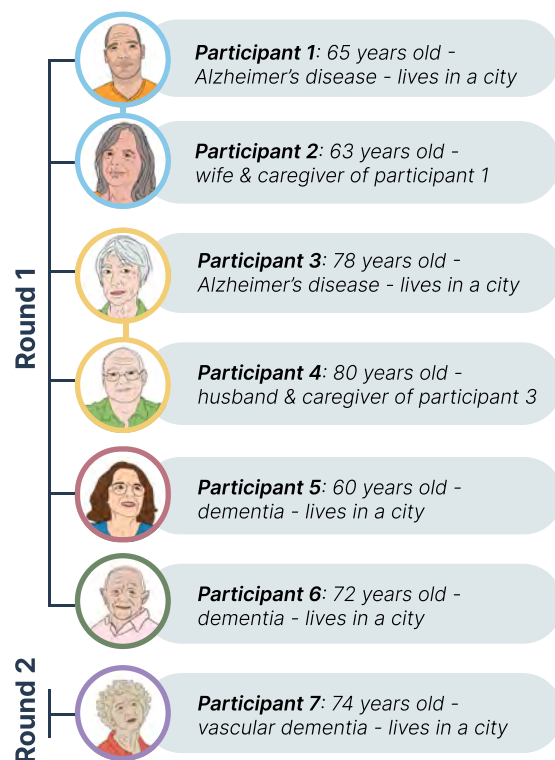 Round 1
Participant 1: 65 years old -
Alzheimer's disease - lives in a city
Participant 2: 63 years old -
wife & caregiver of participant 1
Participant 3: 78 years old -
Alzheimer's disease - lives in a city
Participant 4: 80 years old -
husband & caregiver of participant 3
Participant 5: 60 years old -
dementia - lives in a city
Participant 6: 72 years old -
dementia - lives in a city
Round 2
Participant 7: 74 years old -
vascular dementia - lives in a city